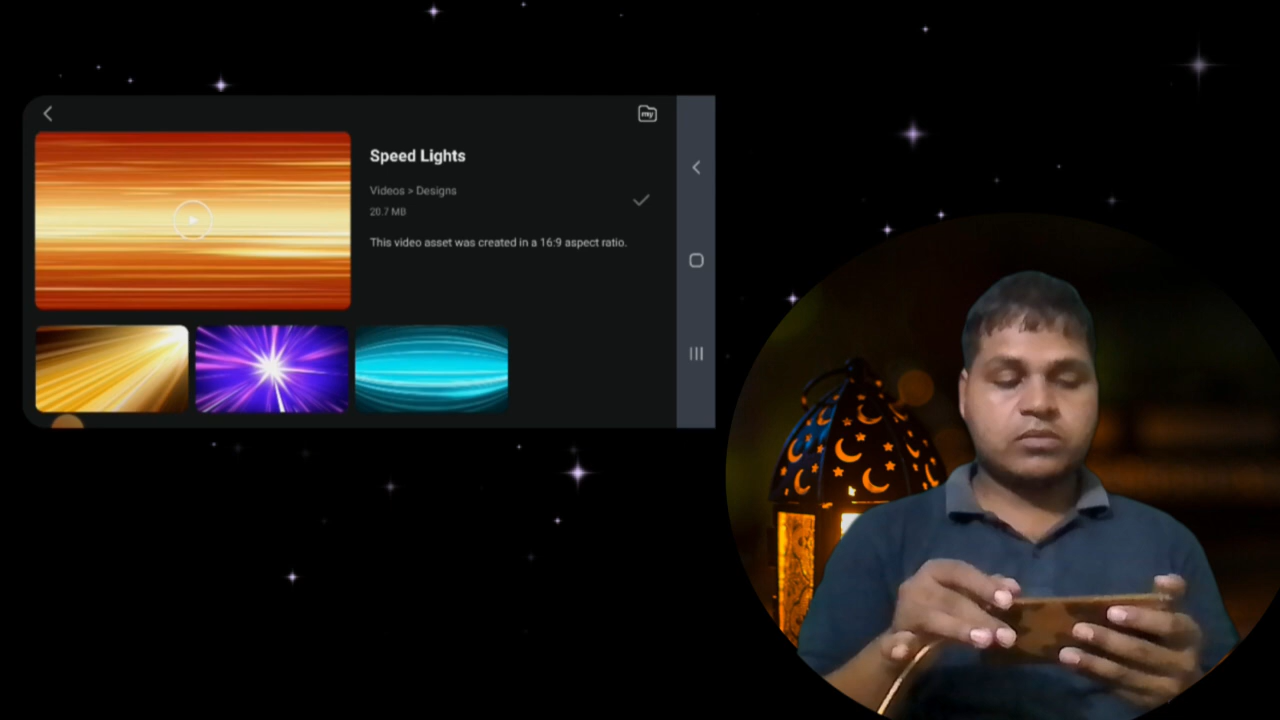 my
Speed Lights
Videos > Designs
20.7 MB
This video asset was created in a 16:9 aspect ratio.